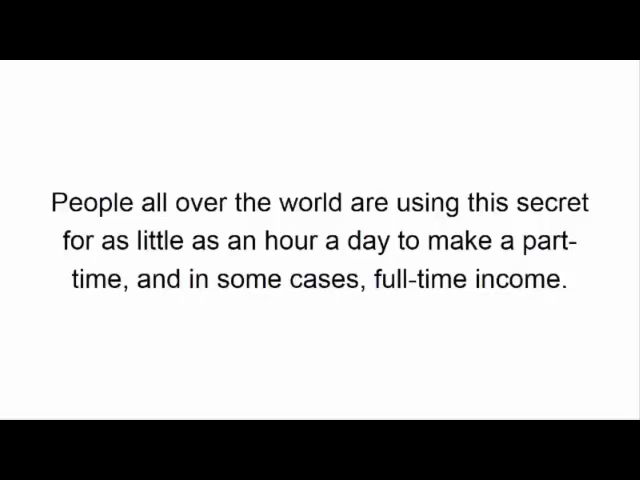 People all over the world are using this secret
for as little as an hour a day to make a part-
time, and in some cases, full-time income.